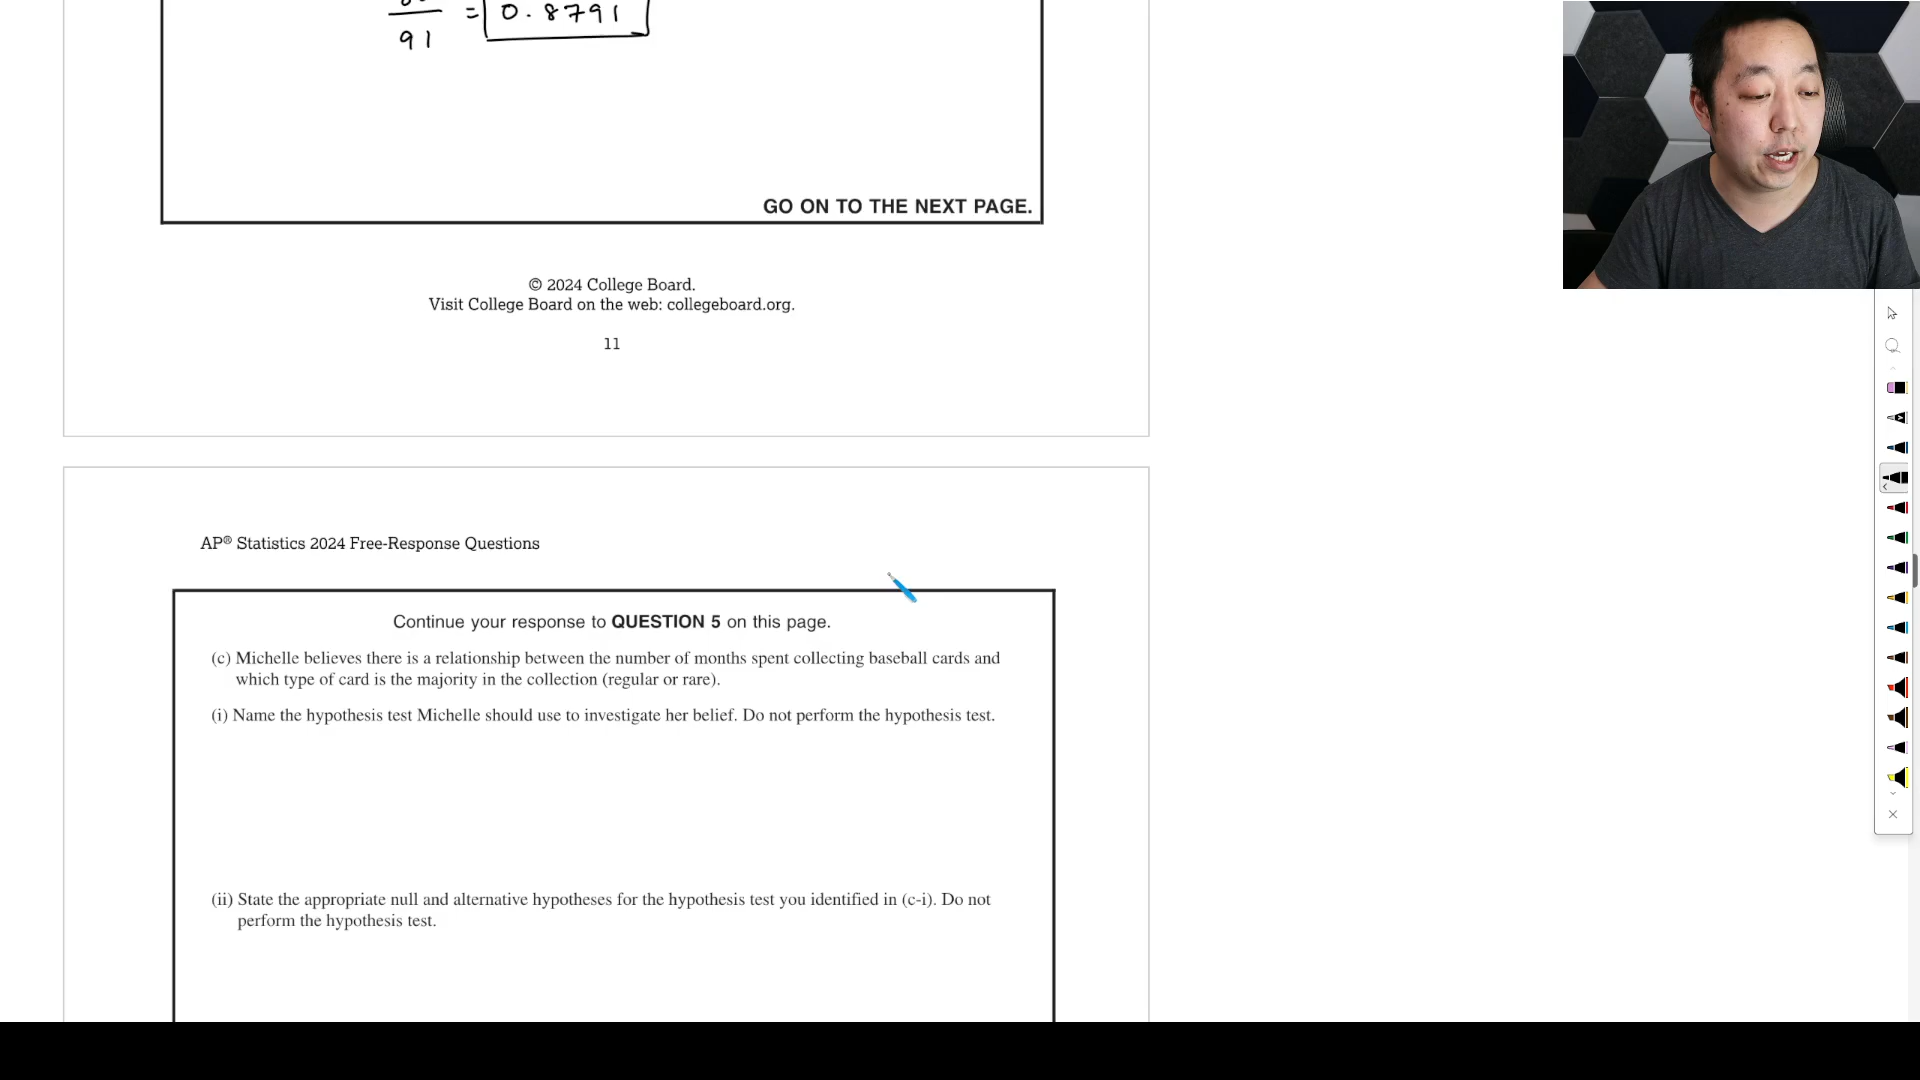 91 = 0.8791
GO ON TO THE NEXT PAGE.
© 2024 College Board.
Visit College Board on the web: collegeboard.org.
11
AP® Statistics 2024 Free-Response Questions
Continue your response to QUESTION 5 on this page.
(c) Michelle believes there is a relationship between the number of months spent collecting baseball cards and
which type of card is the majority in the collection (regular or rare).
(i) Name the hypothesis test Michelle should use to investigate her belief. Do not perform the hypothesis test.
(ii) State the appropriate null and alternative hypotheses for the hypothesis test you identified in (c-i). Do not
perform the hypothesis test.